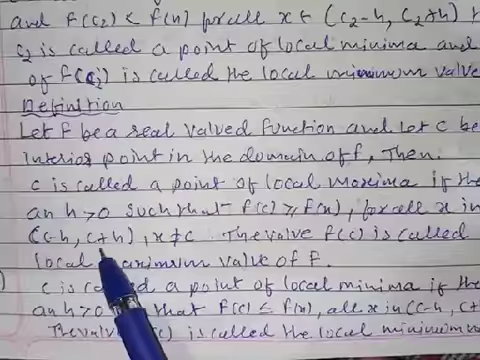 and f(c2) < f(x) for all x ∈ (c2-h, c2+h)
c2 is called a point of local minima and
of f(c2) is called the local minimum value
Definition
Let f be a real valued function and let c be
interior point in the domain of f, Then.
c is called a point of local maxima if the
an h>0 such that f(c) ≥ f(x), for all x in
(c-h, c+h), x≠c The value f(c) is called
local maximum value of f.
c is called a point of local minima if the
an h>0 that f(c) ≤ f(x), all x in (c-h, c+
The value is called the local minimum